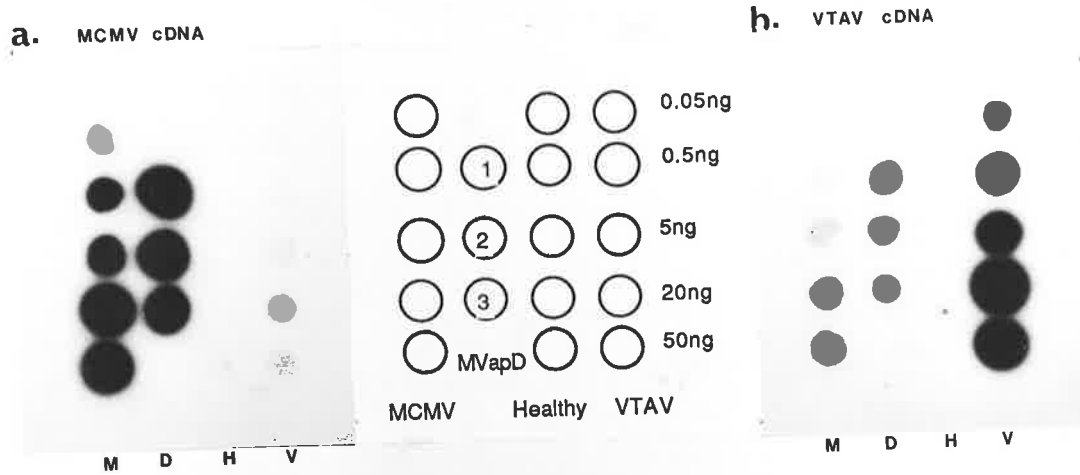 a. MCMV cDNA
M D H V
0.05ng
1 0.5ng
2 5ng
3 20ng
50ng
MVapD
MCMV Healthy VTAV
b. VTAV cDNA
M D H V